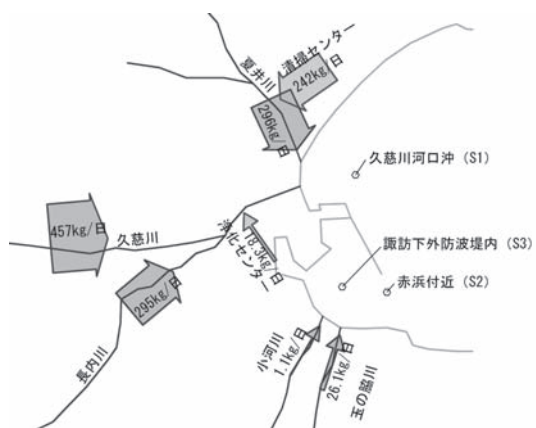 清掃センター
242kg/日
夏井川
296kg/日
久慈川河口沖（S1）
457kg/日
久慈川
浄化センター
18.3kg/日
諏訪下外防波堤内（S3）
赤浜付近（S2）
295kg/日
長内川
小河川
1.1kg/日
26.1kg/日
玉の脇川